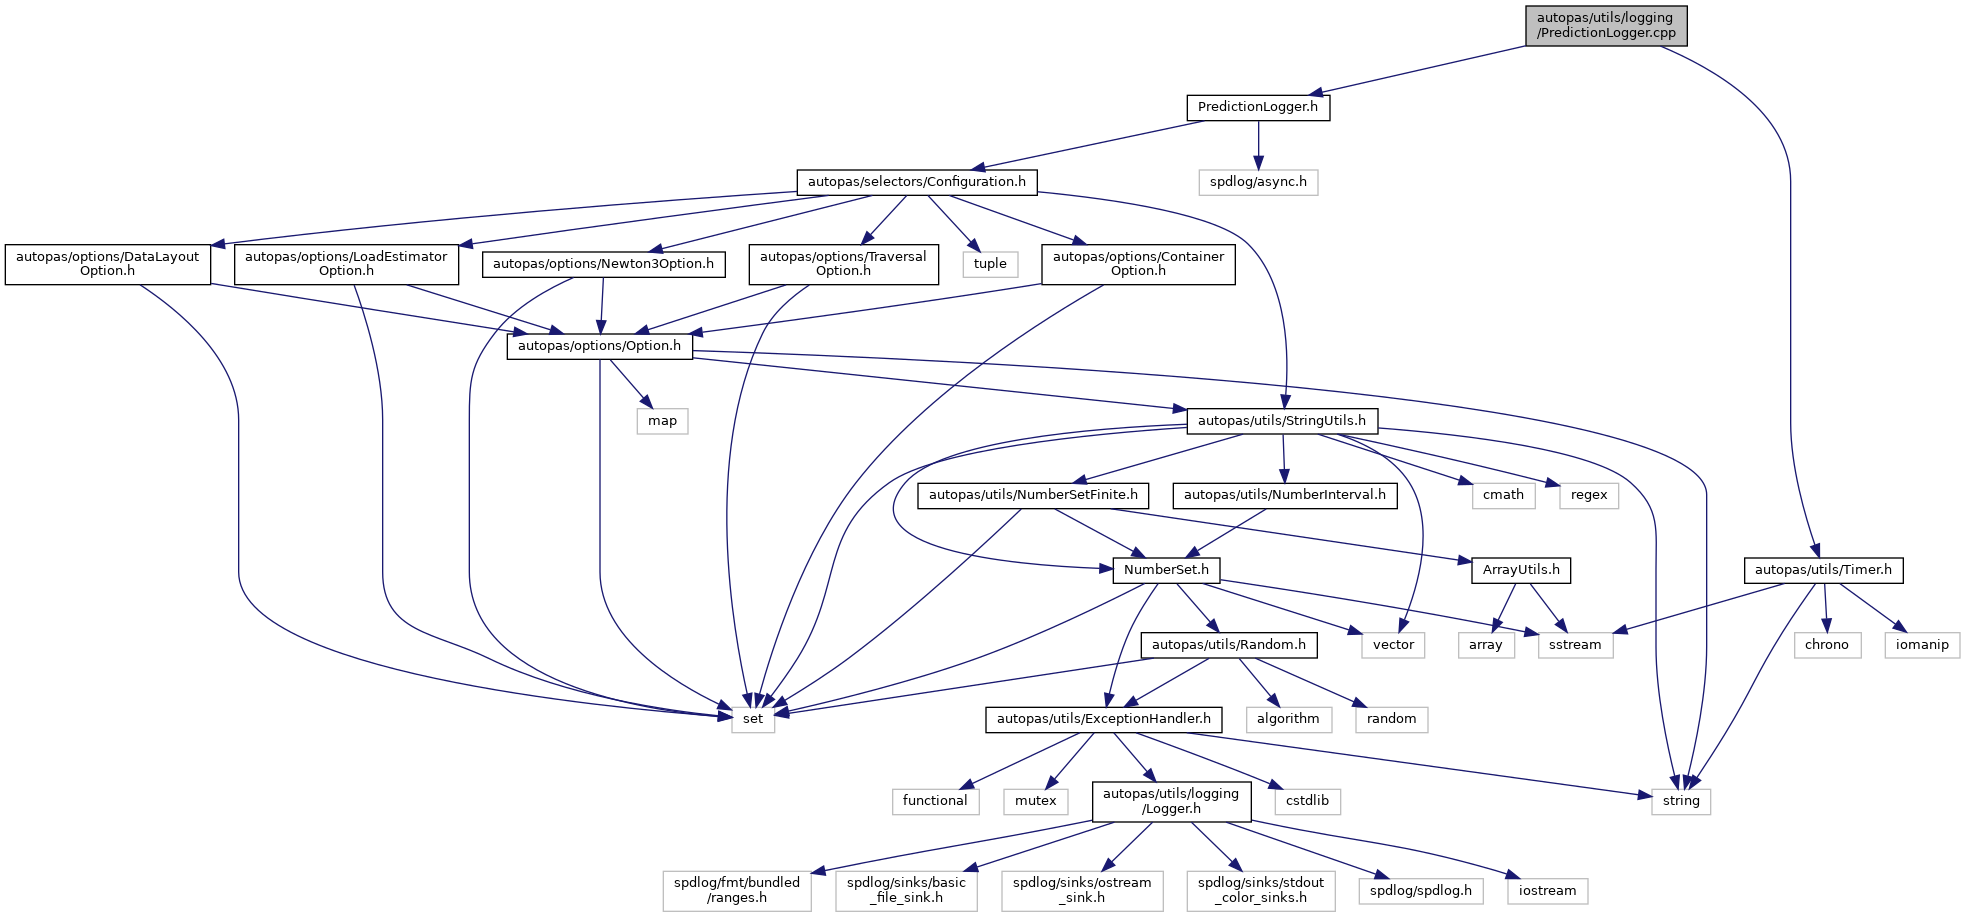 autopas/utils/logging
/PredictionLogger.cpp
PredictionLogger.h
autopas/selectors/Configuration.h
spdlog/async.h
autopas/options/DataLayout
Option.h
autopas/options/LoadEstimator
Option.h
autopas/options/Newton3Option.h
autopas/options/Traversal
Option.h
tuple
autopas/options/Container
Option.h
autopas/options/Option.h
map
autopas/utils/StringUtils.h
autopas/utils/NumberSetFinite.h
autopas/utils/NumberInterval.h
cmath
regex
NumberSet.h
ArrayUtils.h
autopas/utils/Timer.h
autopas/utils/Random.h
vector
array
sstream
chrono
iomanip
set
autopas/utils/ExceptionHandler.h
algorithm
random
functional
mutex
autopas/utils/logging
/Logger.h
cstdlib
string
spdlog/fmt/bundled
/ranges.h
spdlog/sinks/basic
_file_sink.h
spdlog/sinks/ostream
_sink.h
spdlog/sinks/stdout
_color_sinks.h
spdlog/spdlog.h
iostream